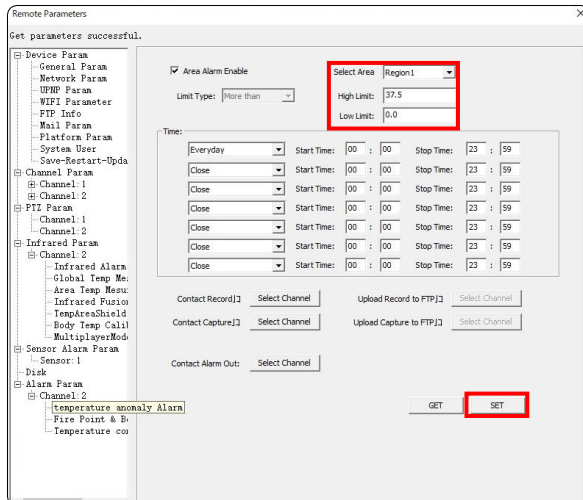 Remote Parameters
Get parameters successful.
Device Param
General Param
Network Param
UPNP Param
WIFI Parameter
FTP Info
Mail Param
Platform Param
System User
Save-Restart-Upda
Channel Param
Channel:1
Channel:2
PTZ Param
Channel:1
Channel:2
Infrared Param
Channel:2
Infrared Alarm
Global Temp Me
Area Temp Mesu
Infrared Fusion
TempAreaShield
Body Temp Cali
MultiplayerMod
Sensor Alarm Param
Sensor:1
Disk
Alarm Param
Channel:2
temperature anomaly Alarm
Fire Point & B
Temperature co
Area Alarm Enable
Select Area Region1
Limit Type: More than
High Limit: 37.5
Low Limit: 0.0
Time:
Everyday Start Time: 00 : 00 Stop Time: 23 : 59
Close Start Time: 00 : 00 Stop Time: 23 : 59
Close Start Time: 00 : 00 Stop Time: 23 : 59
Close Start Time: 00 : 00 Stop Time: 23 : 59
Close Start Time: 00 : 00 Stop Time: 23 : 59
Close Start Time: 00 : 00 Stop Time: 23 : 59
Close Start Time: 00 : 00 Stop Time: 23 : 59
Contact Record Select Channel Upload Record to FTP Select Channel
Contact Capture Select Channel Upload Capture to FTP Select Channel
Contact Alarm Out: Select Channel
GET SET